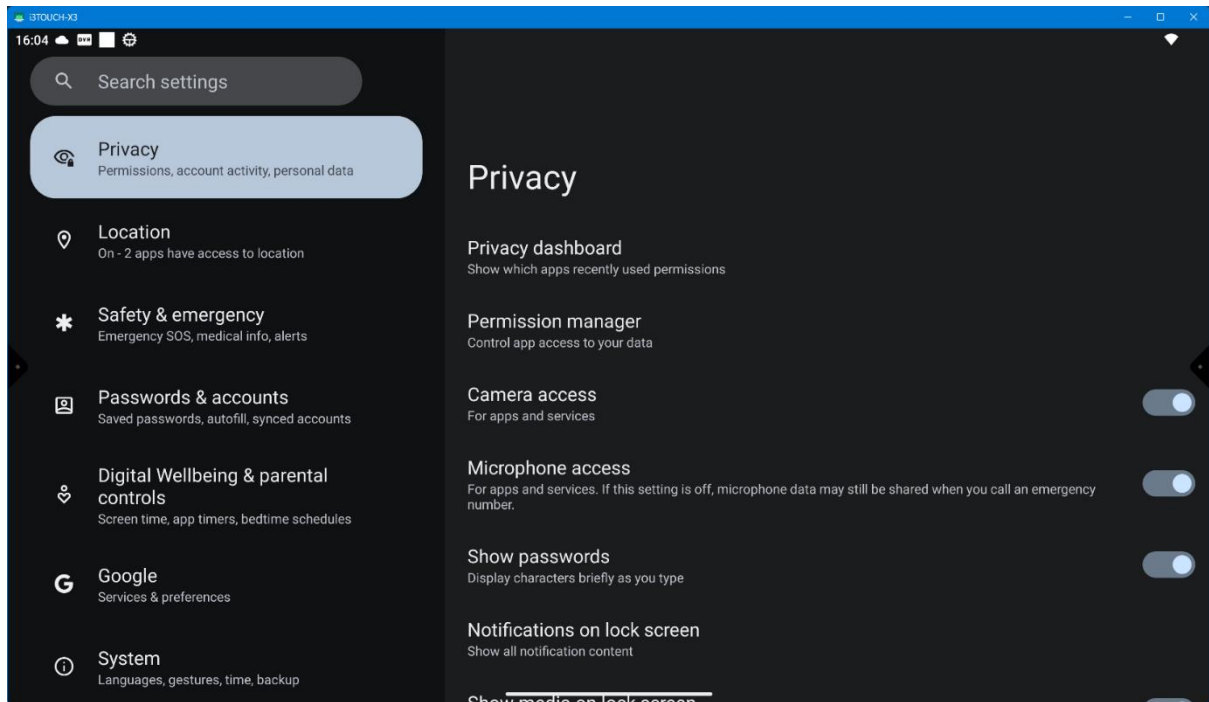 i3TOUCH-X3
16:04
Search settings
Privacy
Permissions, account activity, personal data
Location
On - 2 apps have access to location
Safety & emergency
Emergency SOS, medical info, alerts
Passwords & accounts
Saved passwords, autofill, synced accounts
Digital Wellbeing & parental
controls
Screen time, app timers, bedtime schedules
Google
Services & preferences
System
Languages, gestures, time, backup
Privacy
Privacy dashboard
Show which apps recently used permissions
Permission manager
Control app access to your data
Camera access
For apps and services
Microphone access
For apps and services. If this setting is off, microphone data may still be shared when you call an emergency
number.
Show passwords
Display characters briefly as you type
Notifications on lock screen
Show all notification content
Show media on lock screen